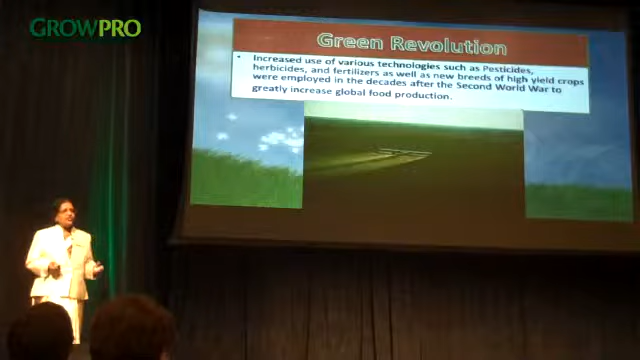 GROWPRO
Green Revolution
• Increased use of various technologies such as Pesticides,
herbicides, and fertilizers as well as new breeds of high yield crops
were employed in the decades after the Second World War to
greatly increase global food production.